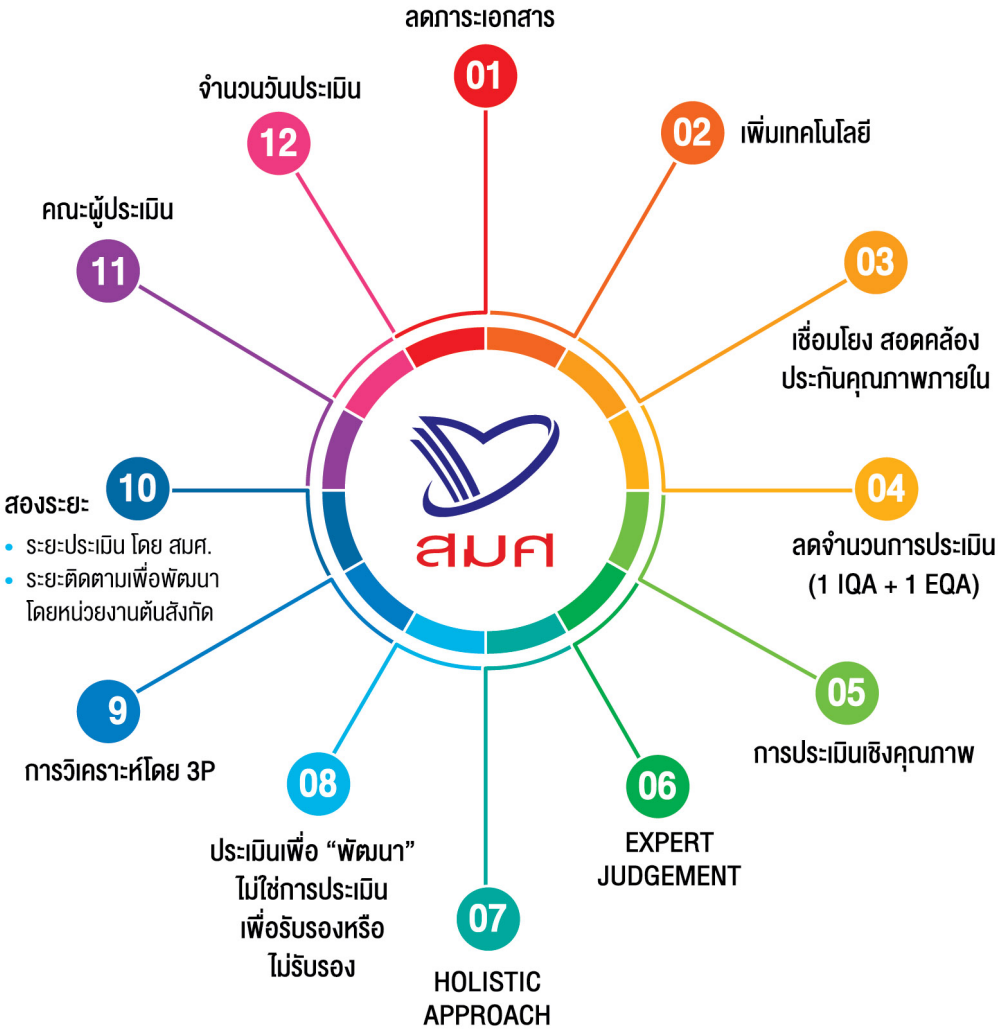 ลดภาระเอกสาร
01
02
เพิ่มเทคโนโลยี
03
เชื่อมโยง สอดคล้อง
ประกันคุณภาพภายใน
04
ลดจำนวนการประเมิน
(1 IQA + 1 EQA)
05
การประเมินเชิงคุณภาพ
06
EXPERT
JUDGEMENT
07
HOLISTIC
APPROACH
08
ประเมินเพื่อ “พัฒนา”
ไม่ใช่การประเมิน
เพื่อรับรองหรือ
ไม่รับรอง
9
การวิเคราะห์โดย 3P
10
สองระยะ
• ระยะประเมิน โดย สมศ.
• ระยะติดตามเพื่อพัฒนา
โดยหน่วยงานต้นสังกัด
คณะผู้ประเมิน
11
จำนวนวันประเมิน
12
สมศ